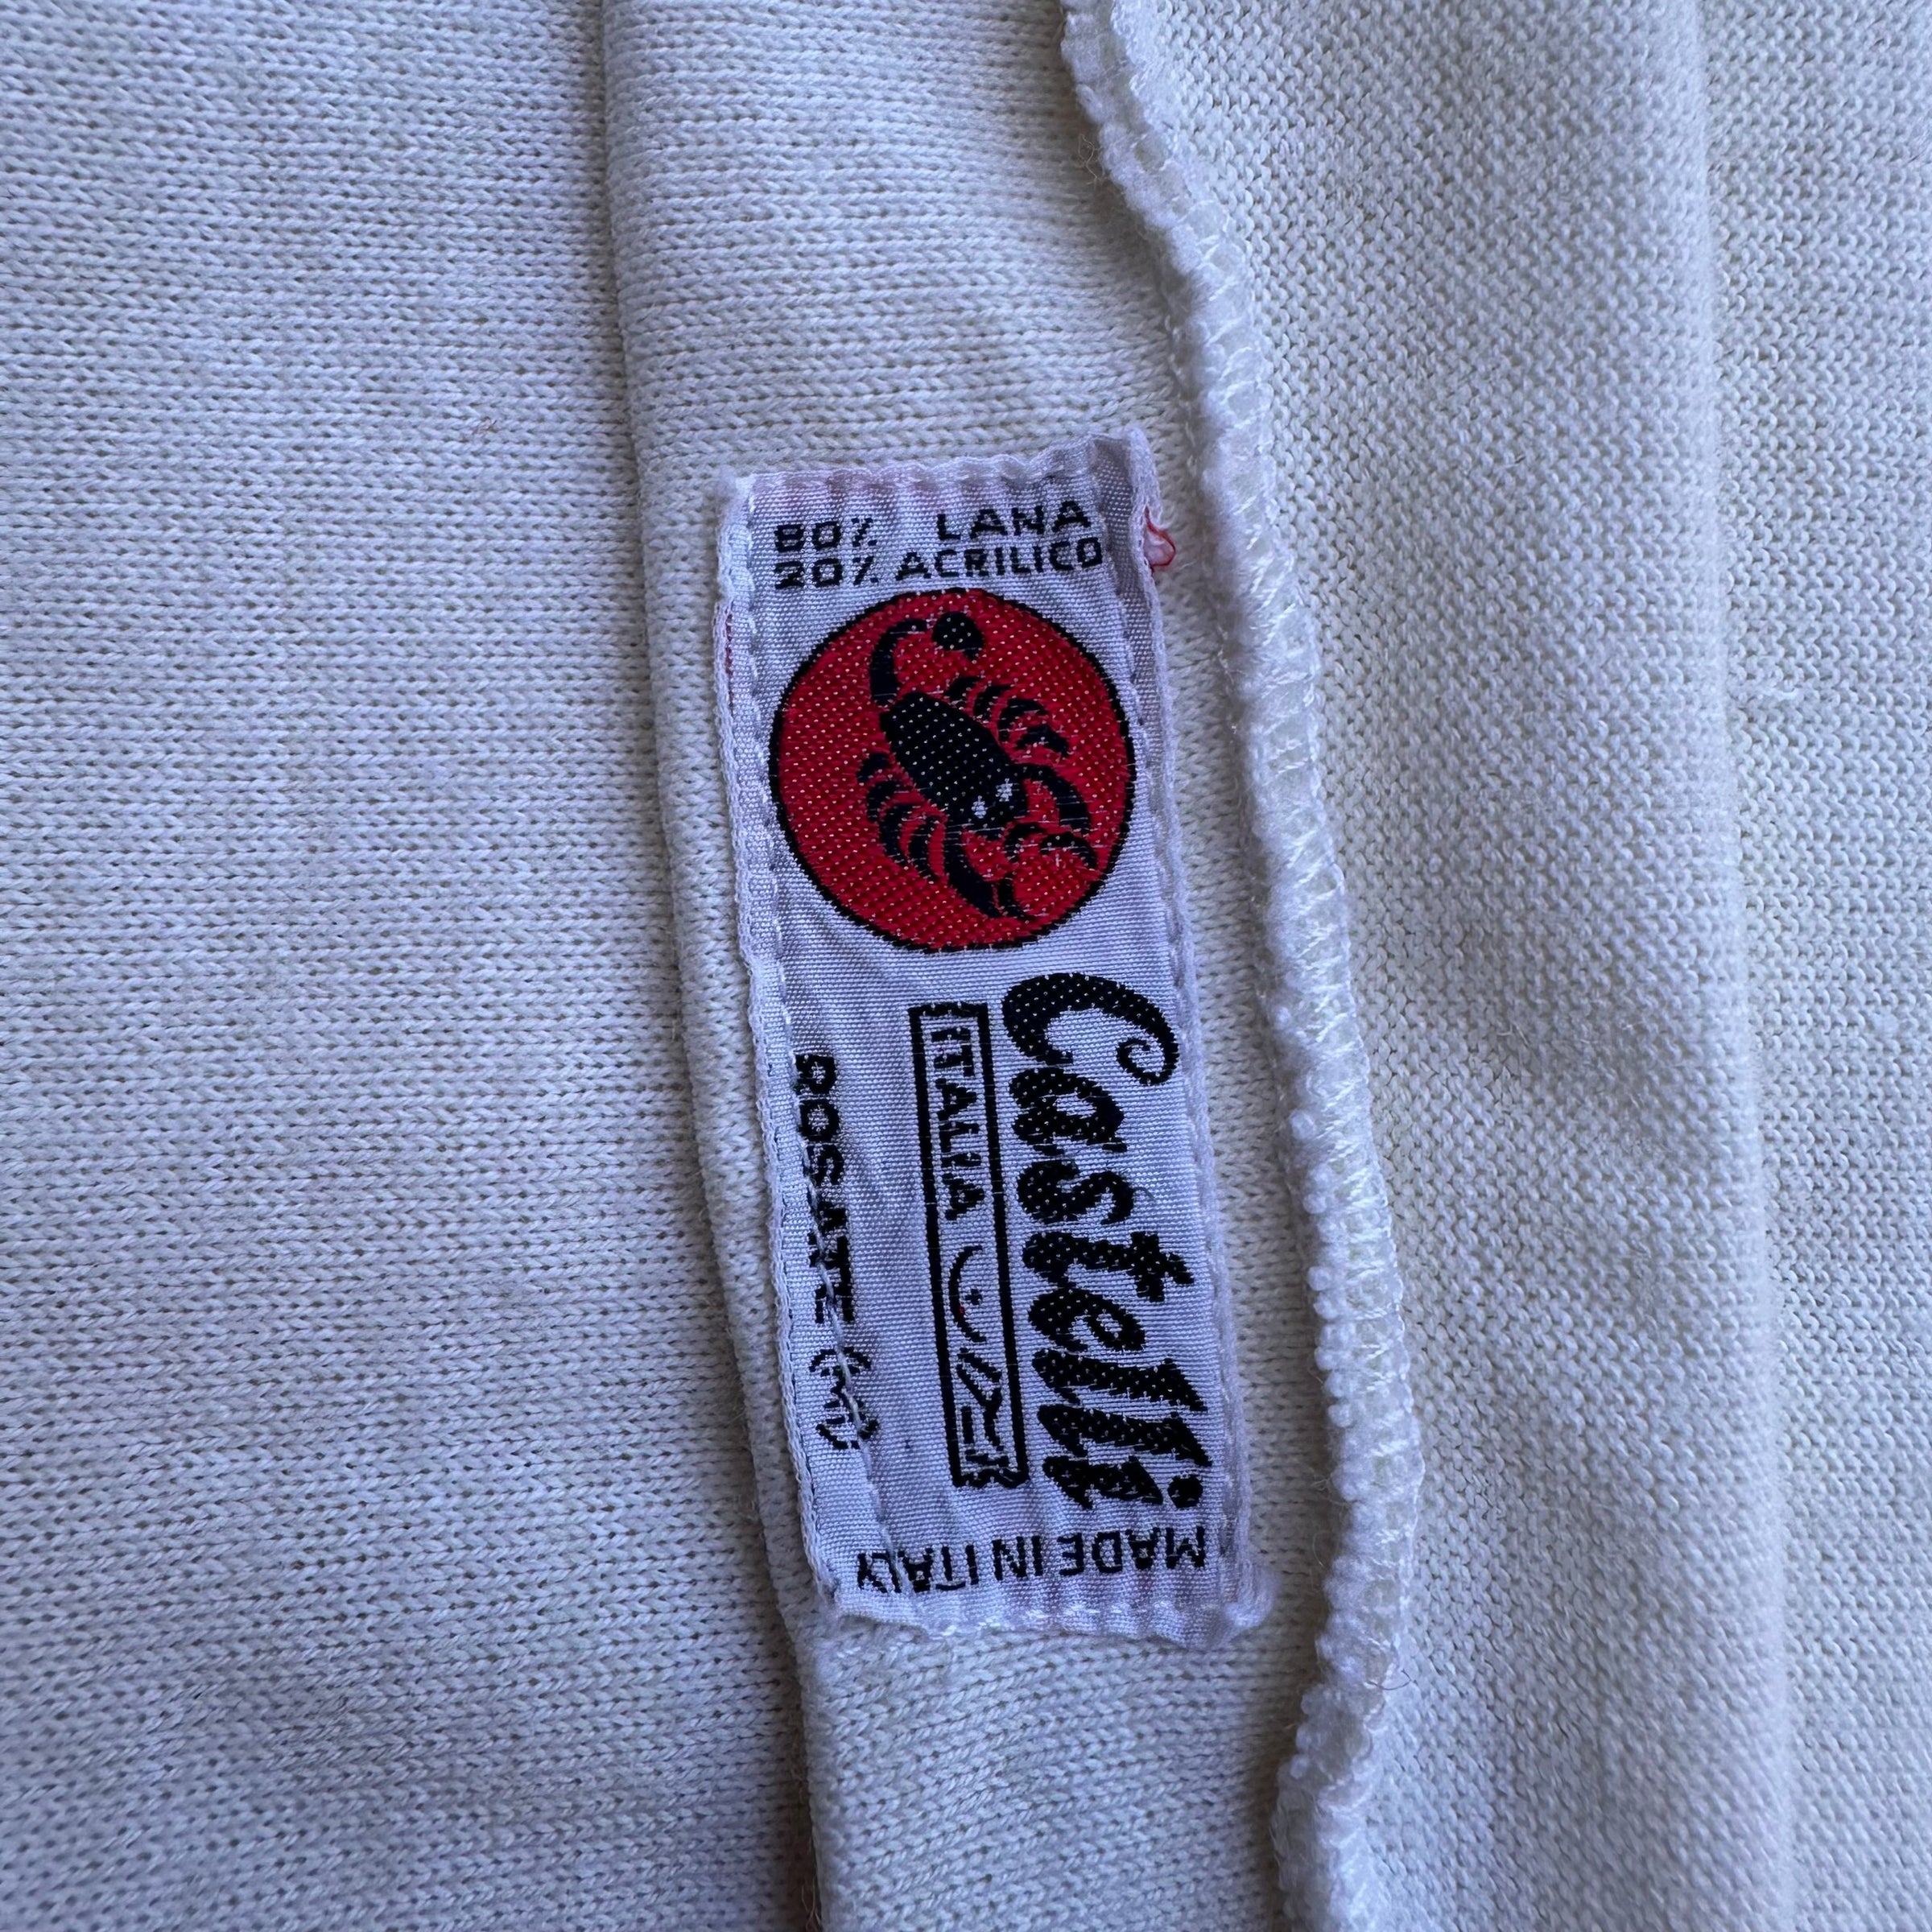 80% LANA
20% ACRILICO
Castelli
ITALIA
ROSATE (MI)
MADE IN ITALY